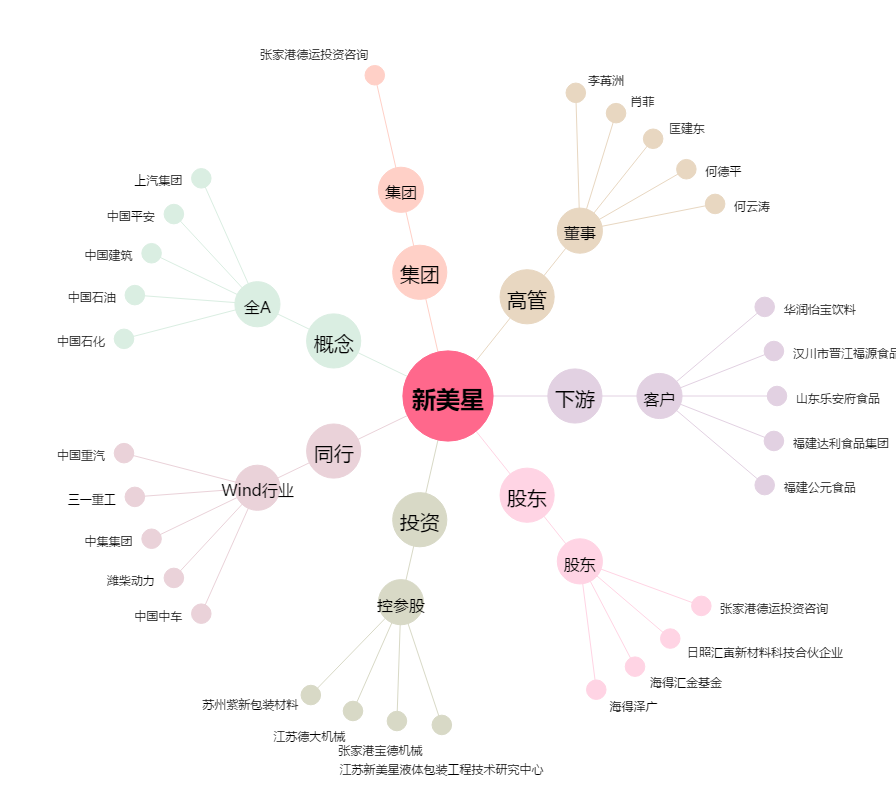 张家港德运投资咨询
集团
集团
李苒洲
肖菲
匡建东
何德平
何云涛
董事
高管
上汽集团
中国平安
中国建筑
中国石油
中国石化
全A
概念
新美星
下游
客户
华润怡宝饮料
汉川市晋江福源食品
山东乐安府食品
福建达利食品集团
福建公元食品
同行
Wind行业
中国重汽
三一重工
中集集团
潍柴动力
中国中车
投资
控参股
苏州紫新包装材料
江苏德大机械
张家港宝德机械
江苏新美星液体包装工程技术研究中心
股东
股东
张家港德运投资咨询
日照汇寅新材料科技合伙企业
海得汇金基金
海得泽广